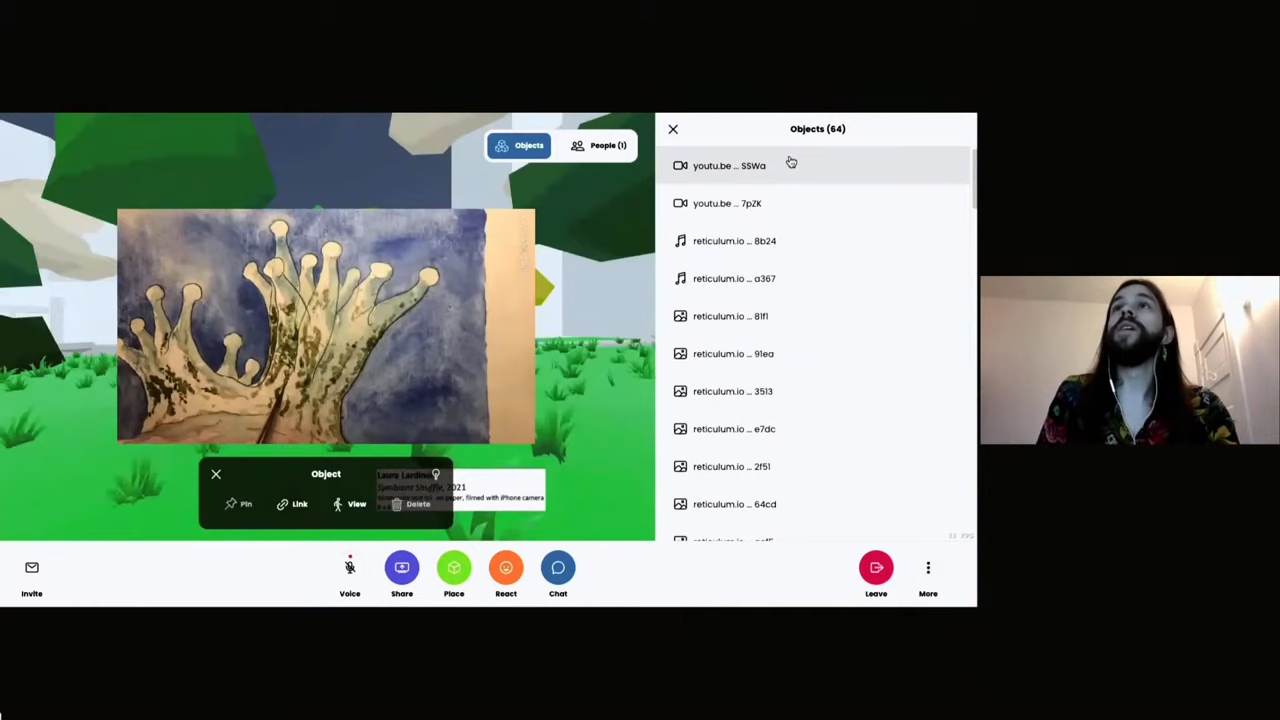 Objects
People (1)
Objects (64)
youtu.be ... SSWa
youtu.be ... 7pZK
reticulum.io ... 8b24
reticulum.io ... a367
reticulum.io ... 81f1
reticulum.io ... 91ea
reticulum.io ... 3513
reticulum.io ... e7dc
reticulum.io ... 2f51
reticulum.io ... 64cd
Object
Pin
Link
View
Delete
Symbiont Shuffle, 2021
on paper, filmed with iPhone camera
Invite
Voice
Share
Place
React
Chat
Leave
More